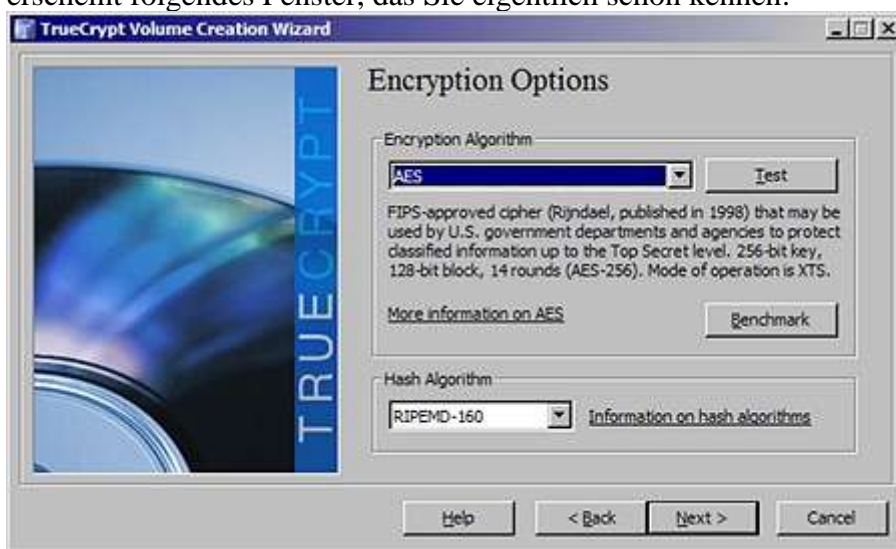 erscheint folgendes Fenster, das Sie eigentlich schon kennen:
TrueCrypt Volume Creation Wizard
TRUECRYPT
Encryption Options
Encryption Algorithm
AES
Test
FIPS-approved cipher (Rijndael, published in 1998) that may be
used by U.S. government departments and agencies to protect
classified information up to the Top Secret level. 256-bit key,
128-bit block, 14 rounds (AES-256). Mode of operation is XTS.
More information on AES
Benchmark
Hash Algorithm
RIPEMD-160
Information on hash algorithms
Help
< Back
Next >
Cancel